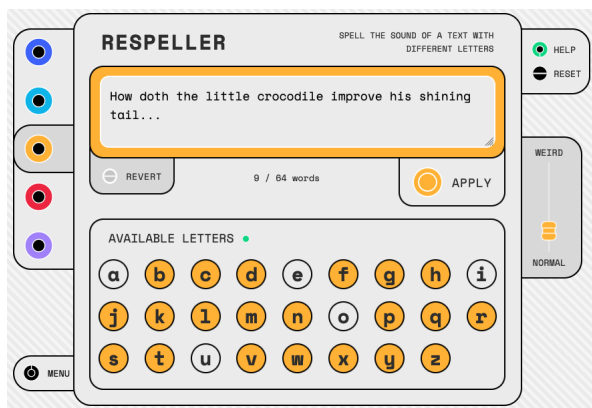 RESPELLER
SPELL THE SOUND OF A TEXT WITH
DIFFERENT LETTERS
How doth the little crocodile improve his shining
tail...
REVERT
9 / 64 words
APPLY
AVAILABLE LETTERS
a b c d e f g h i
j k l m n o p q r
s t u v w x y z
HELP
RESET
WEIRD
NORMAL
MENU